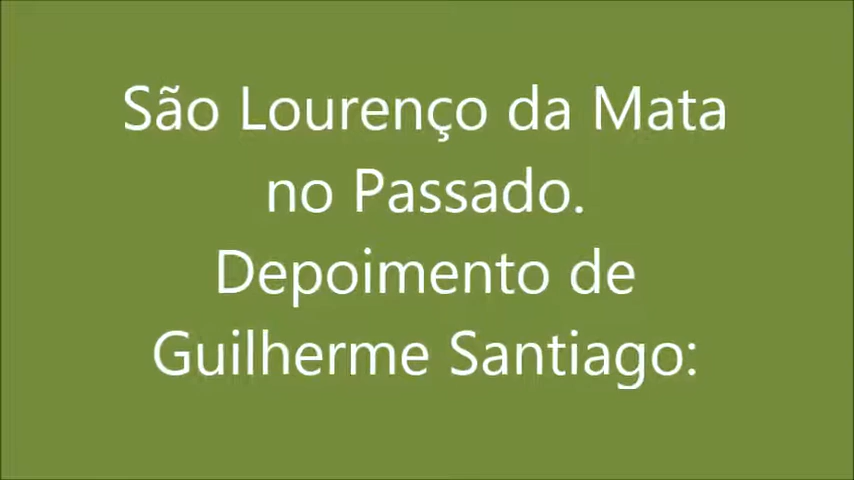 São Lourenço da Mata
no Passado.
Depoimento de
Guilherme Santiago: